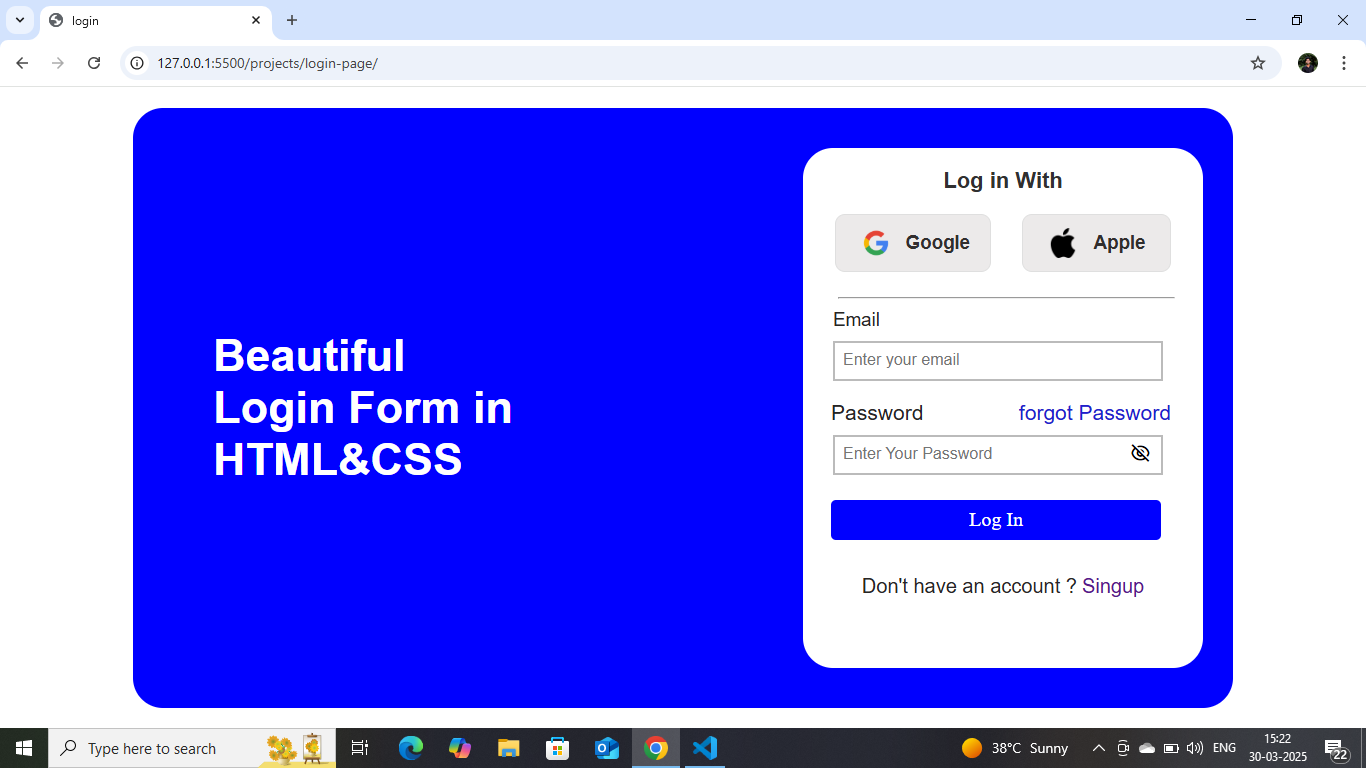 login
127.0.0.1:5500/projects/login-page/
Beautiful
Login Form in
HTML&CSS
Log in With
Google
Apple
Email
Enter your email
Password
forgot Password
Enter Your Password
Log In
Don't have an account ? Singup
Type here to search
38°C Sunny
ENG
15:22
30-03-2025
22